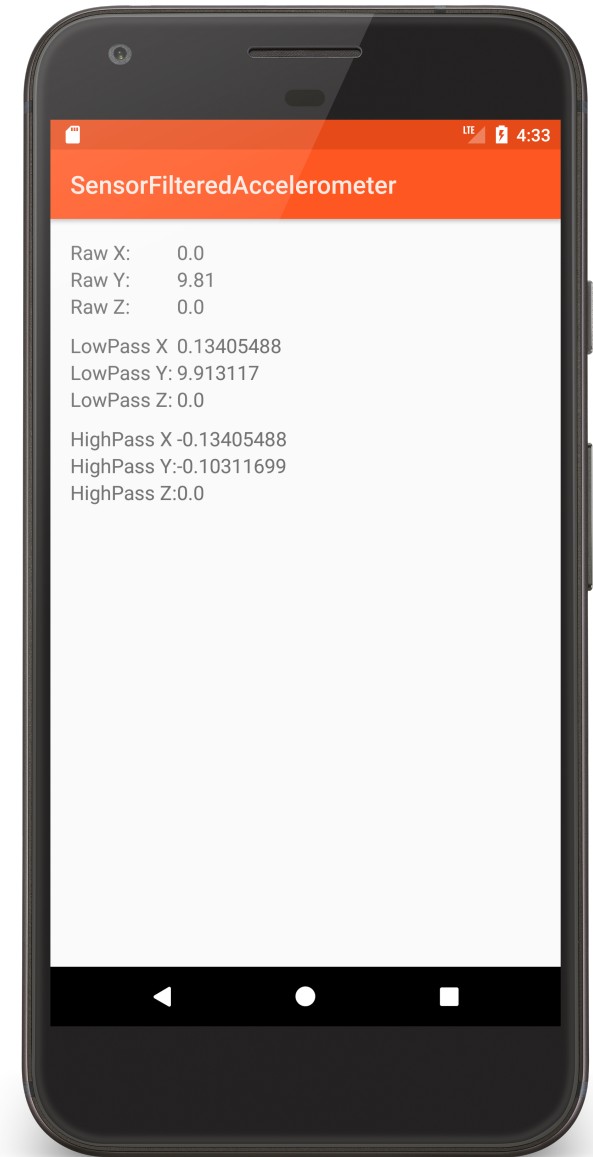 LTE 4:33
SensorFilteredAccelerometer
Raw X: 0.0
Raw Y: 9.81
Raw Z: 0.0
LowPass X 0.13405488
LowPass Y: 9.913117
LowPass Z: 0.0
HighPass X -0.13405488
HighPass Y:-0.10311699
HighPass Z:0.0